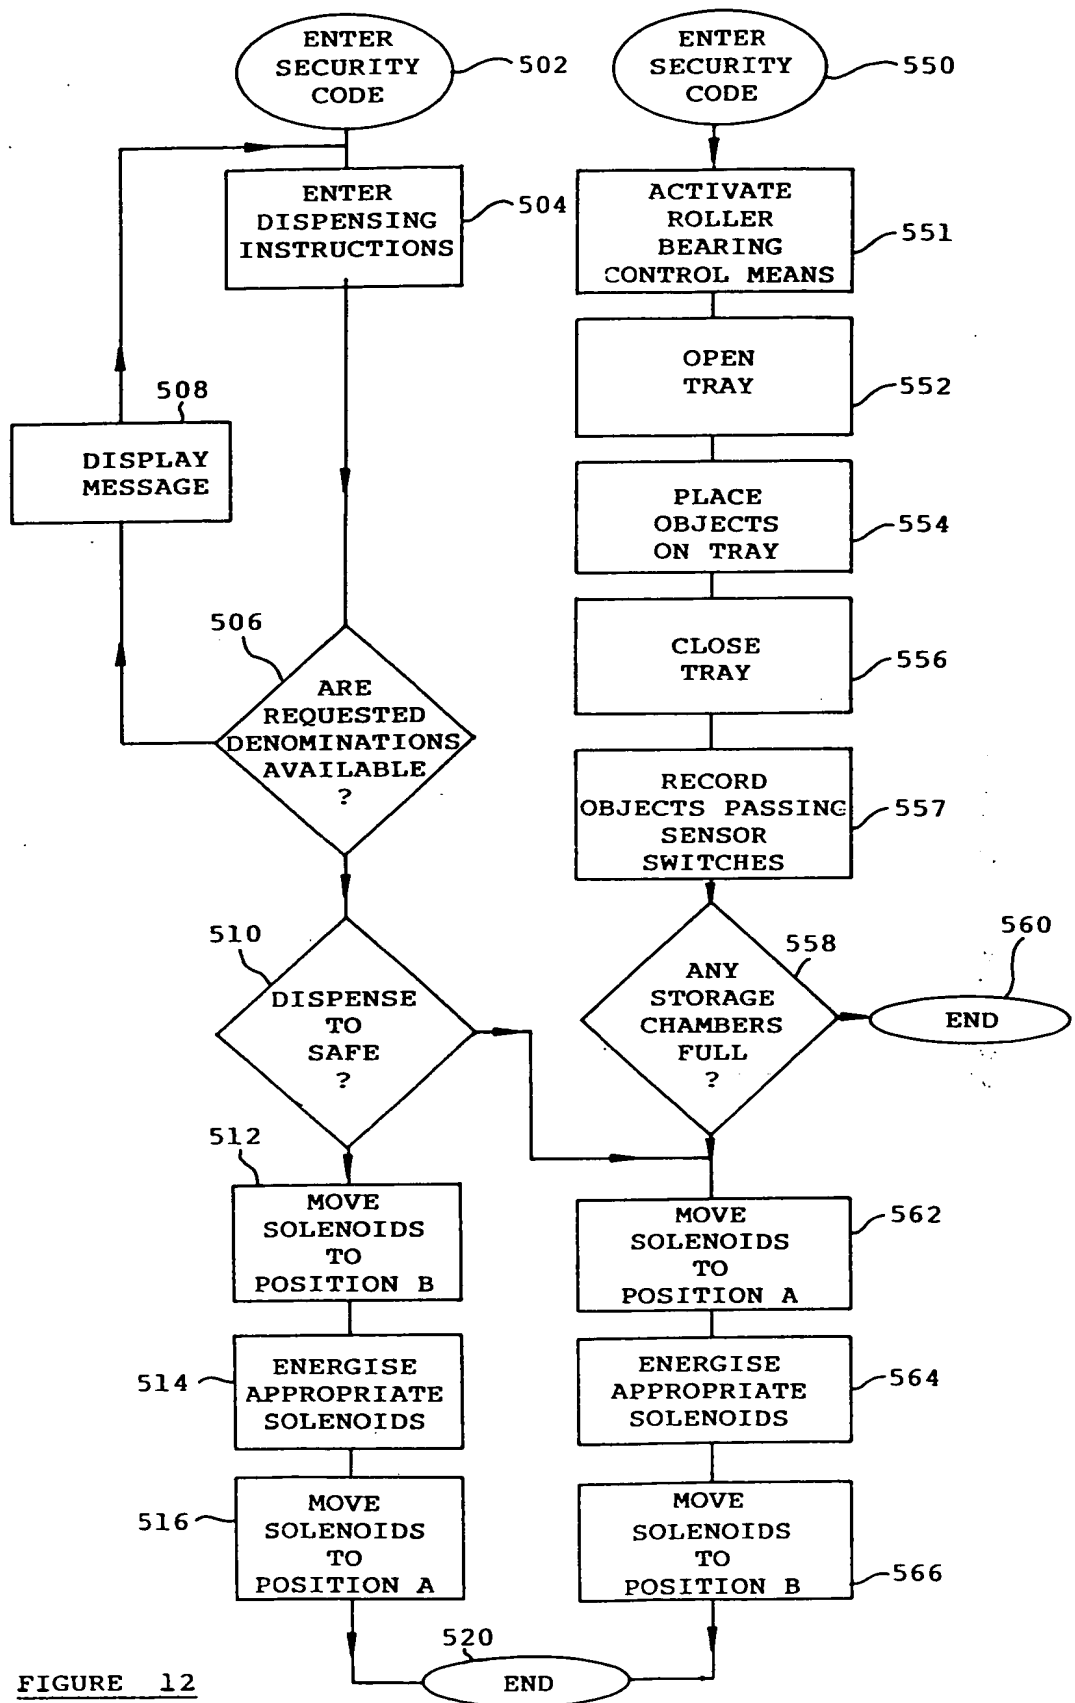 ENTER
SECURITY
CODE
502
ENTER
DISPENSING
INSTRUCTIONS
504
508
DISPLAY
MESSAGE
506
ARE
REQUESTED
DENOMINATIONS
AVAILABLE
?
510
DISPENSE
TO
SAFE
?
512
MOVE
SOLENOIDS
TO
POSITION B
514
ENERGISE
APPROPRIATE
SOLENOIDS
516
MOVE
SOLENOIDS
TO
POSITION A
ENTER
SECURITY
CODE
550
ACTIVATE
ROLLER
BEARING
CONTROL MEANS
551
OPEN
TRAY
552
PLACE
OBJECTS
ON TRAY
554
CLOSE
TRAY
556
RECORD
OBJECTS PASSING
SENSOR
SWITCHES
557
558
ANY
STORAGE
CHAMBERS
FULL
?
560
END
MOVE
SOLENOIDS
TO
POSITION A
562
ENERGISE
APPROPRIATE
SOLENOIDS
564
MOVE
SOLENOIDS
TO
POSITION B
566
520
END
FIGURE 12